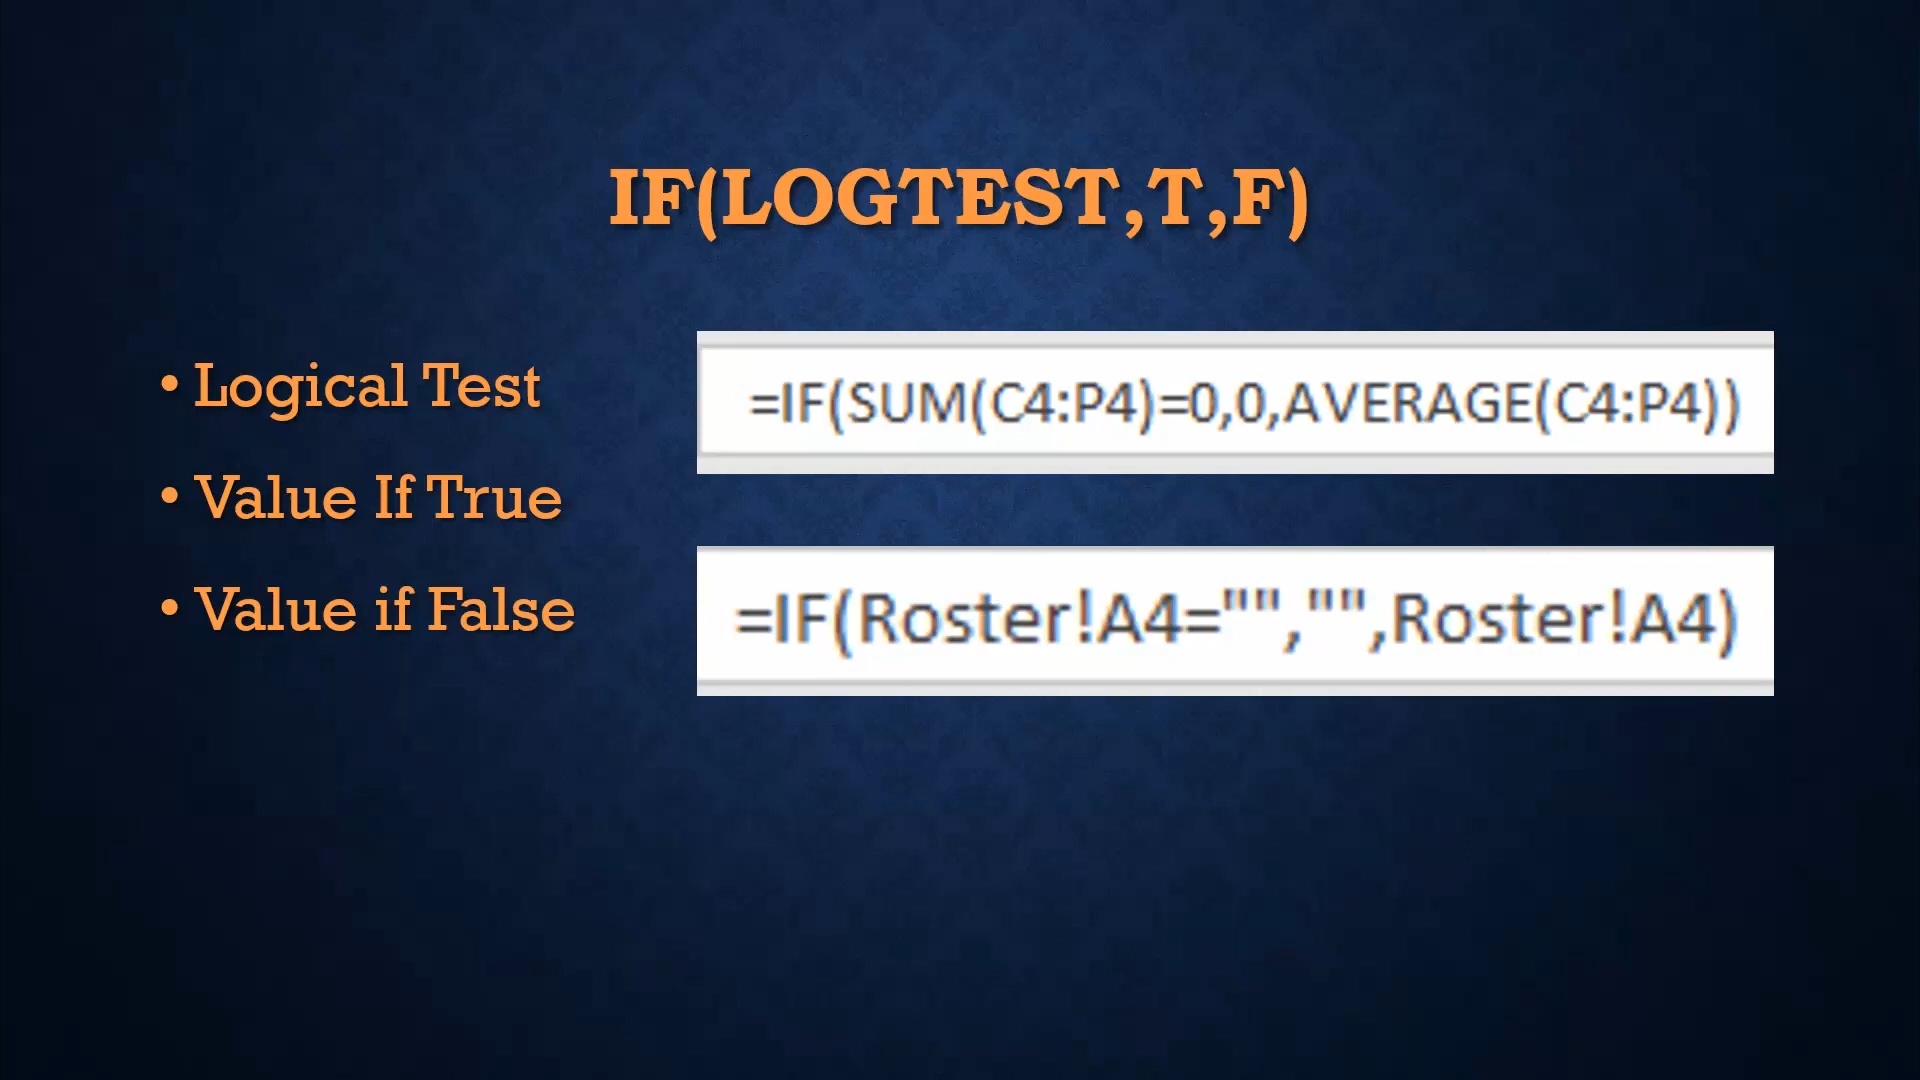 IF(LOGTEST,T,F)
• Logical Test
• Value If True
• Value if False
=IF(SUM(C4:P4)=0,0,AVERAGE(C4:P4))
=IF(Roster!A4="","",Roster!A4)